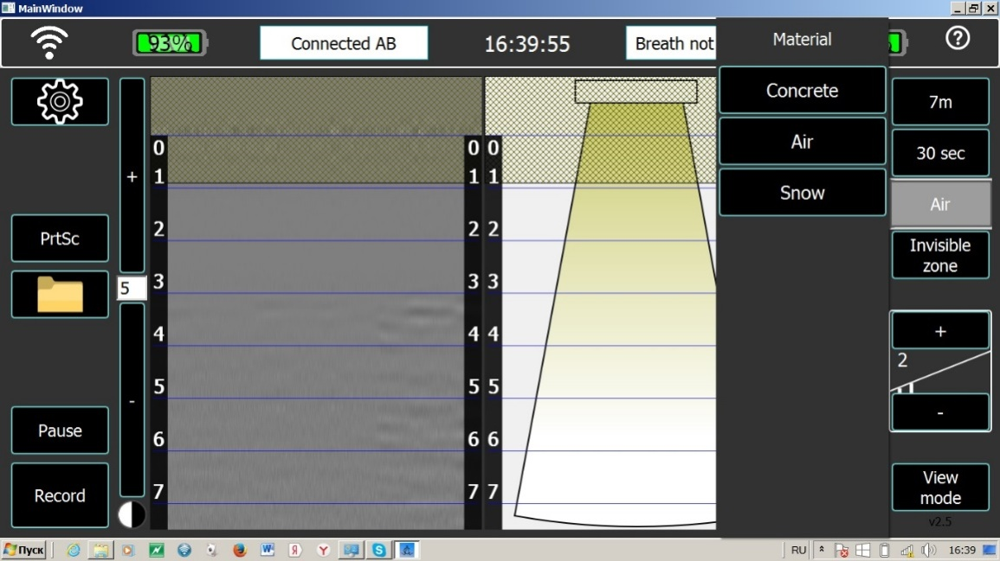 MainWindow
93%
Connected AB
16:39:55
Breath not
Material
Concrete
7m
Air
30 sec
Snow
Air
Invisible
zone
PrtSc
+
5
-
Pause
Record
0
1
2
3
4
5
6
7
0 0
1 1
2 2
3 3
4 4
5 5
6 6
7 7
+
2
-
View
mode
v2.5
Пуск
W
Я
Y
S
RU
16:39